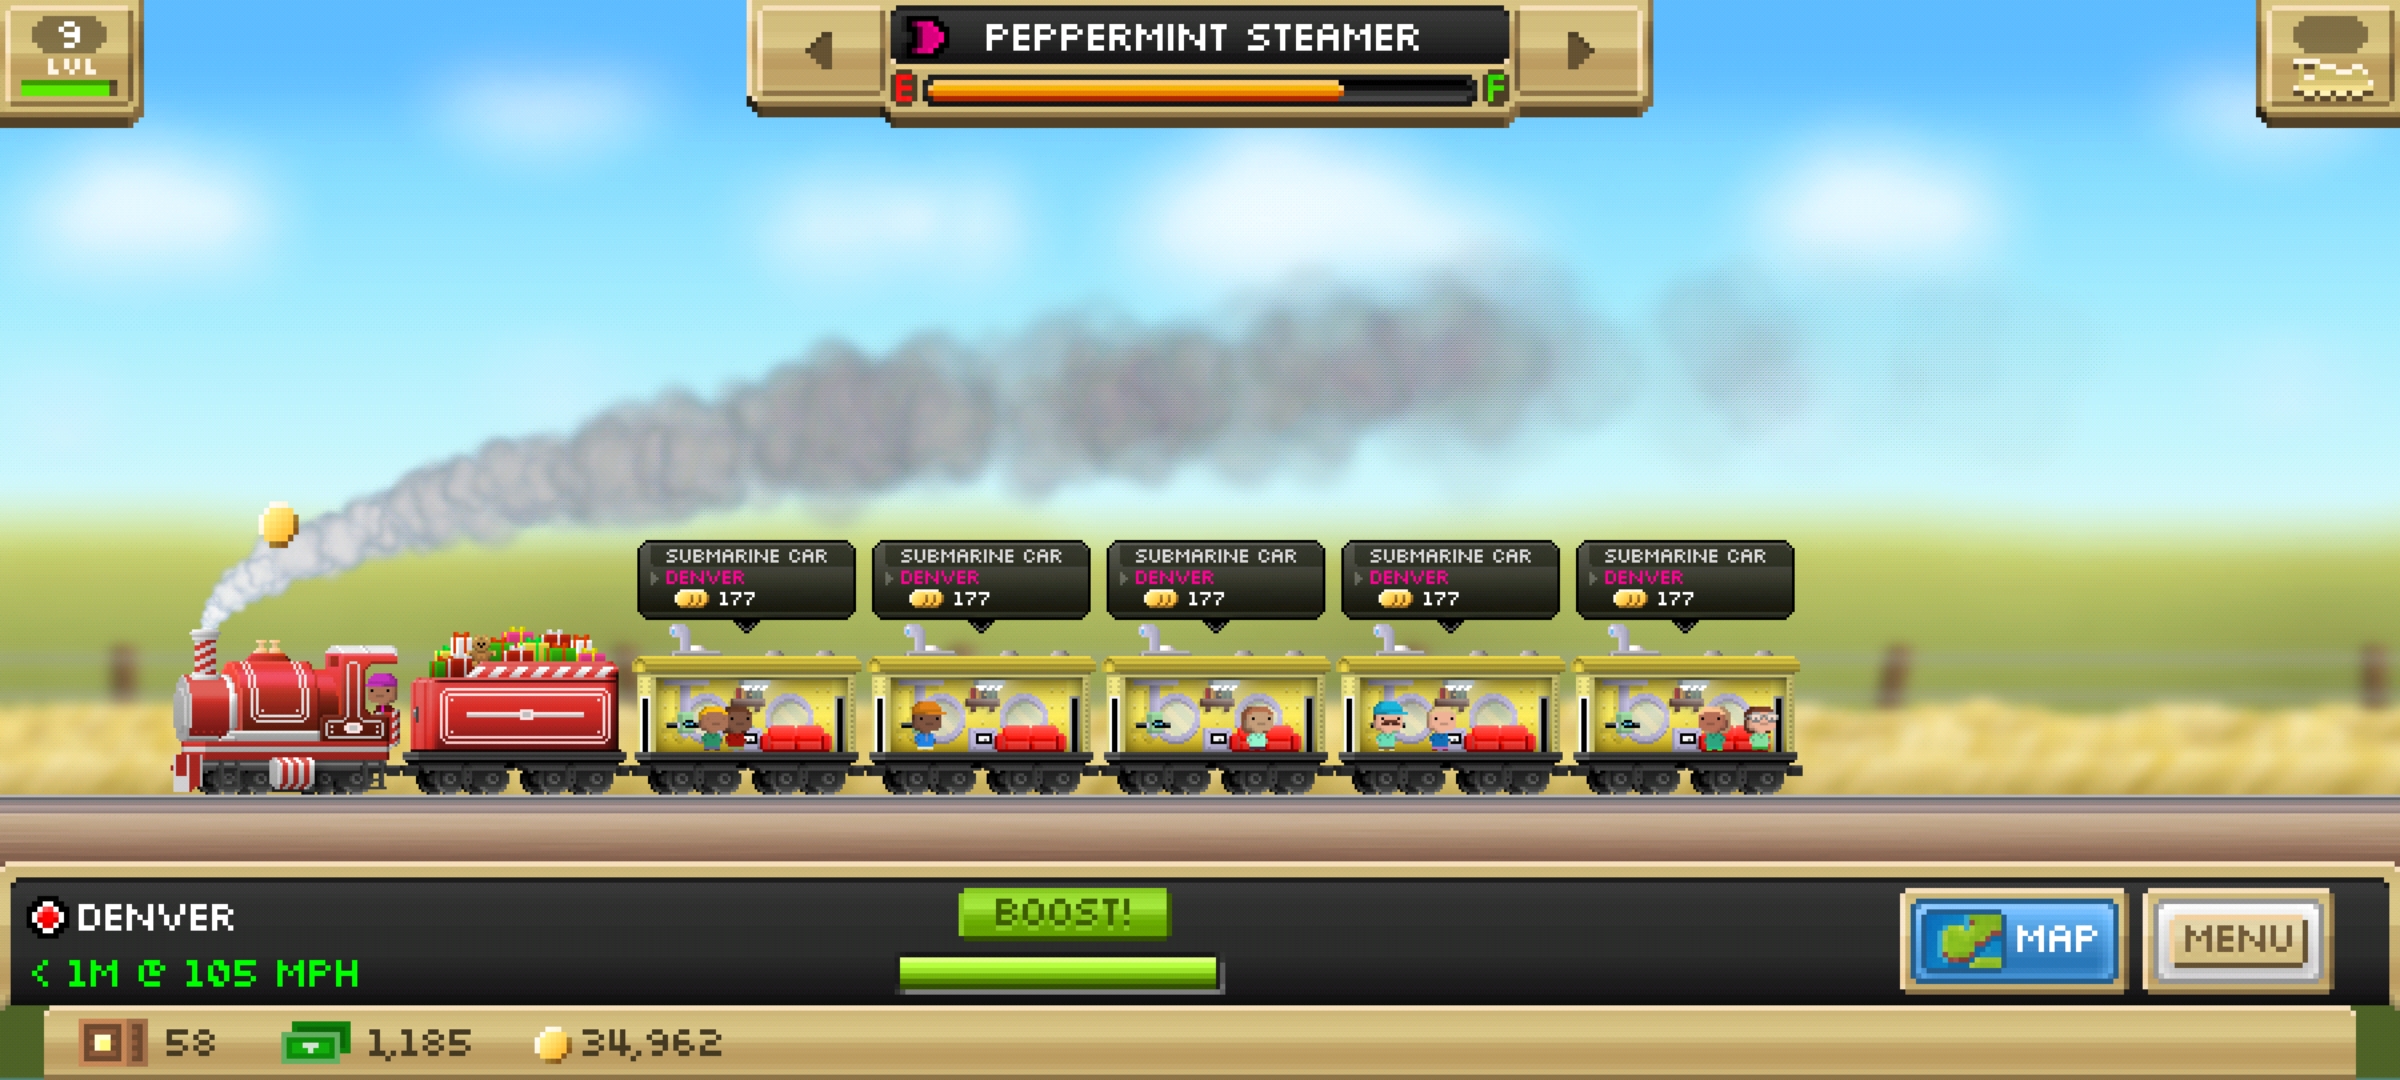 9
LVL
PEPPERMINT STEAMER
E
F
SUBMARINE CAR
DENVER
177
SUBMARINE CAR
DENVER
177
SUBMARINE CAR
DENVER
177
SUBMARINE CAR
DENVER
177
SUBMARINE CAR
DENVER
177
DENVER
< 1M @ 105 MPH
BOOST!
MAP
MENU
58
1,185
34,962